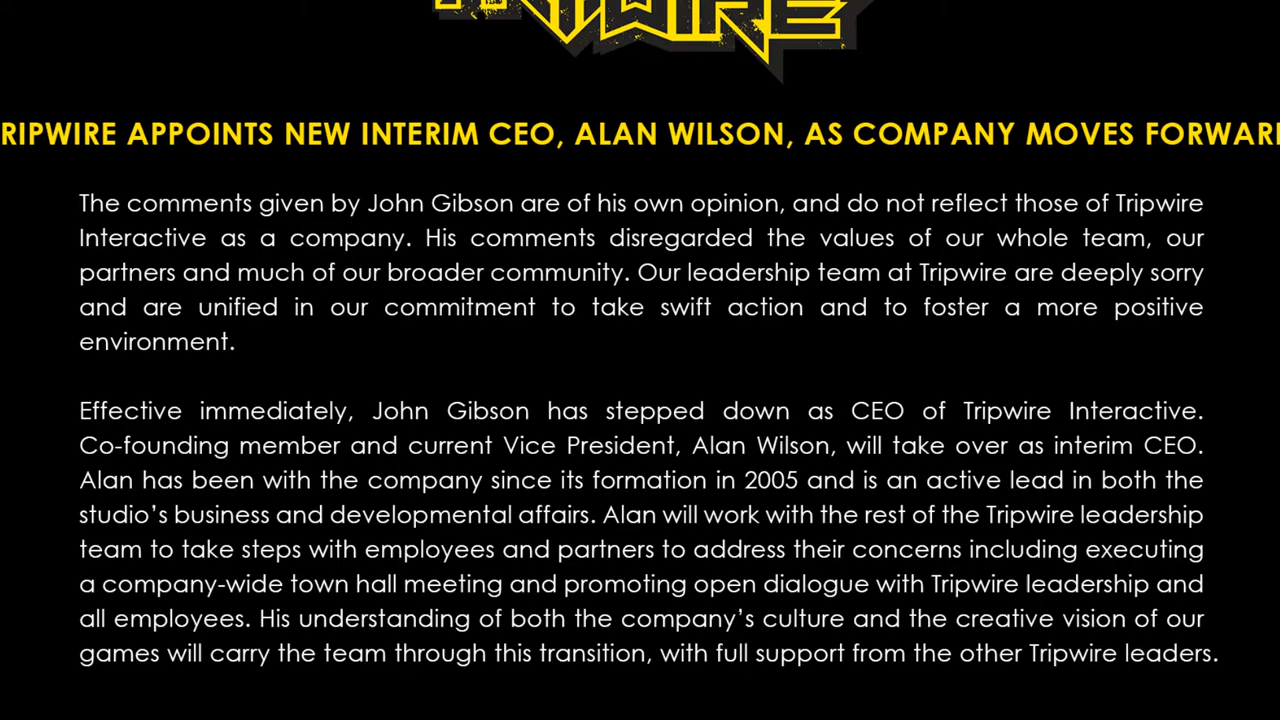 TRIPWIRE
RIPWIRE APPOINTS NEW INTERIM CEO, ALAN WILSON, AS COMPANY MOVES FORWAR
The comments given by John Gibson are of his own opinion, and do not reflect those of Tripwire
Interactive as a company. His comments disregarded the values of our whole team, our
partners and much of our broader community. Our leadership team at Tripwire are deeply sorry
and are unified in our commitment to take swift action and to foster a more positive
environment.
Effective immediately, John Gibson has stepped down as CEO of Tripwire Interactive.
Co-founding member and current Vice President, Alan Wilson, will take over as interim CEO.
Alan has been with the company since its formation in 2005 and is an active lead in both the
studio’s business and developmental affairs. Alan will work with the rest of the Tripwire leadership
team to take steps with employees and partners to address their concerns including executing
a company-wide town hall meeting and promoting open dialogue with Tripwire leadership and
all employees. His understanding of both the company’s culture and the creative vision of our
games will carry the team through this transition, with full support from the other Tripwire leaders.